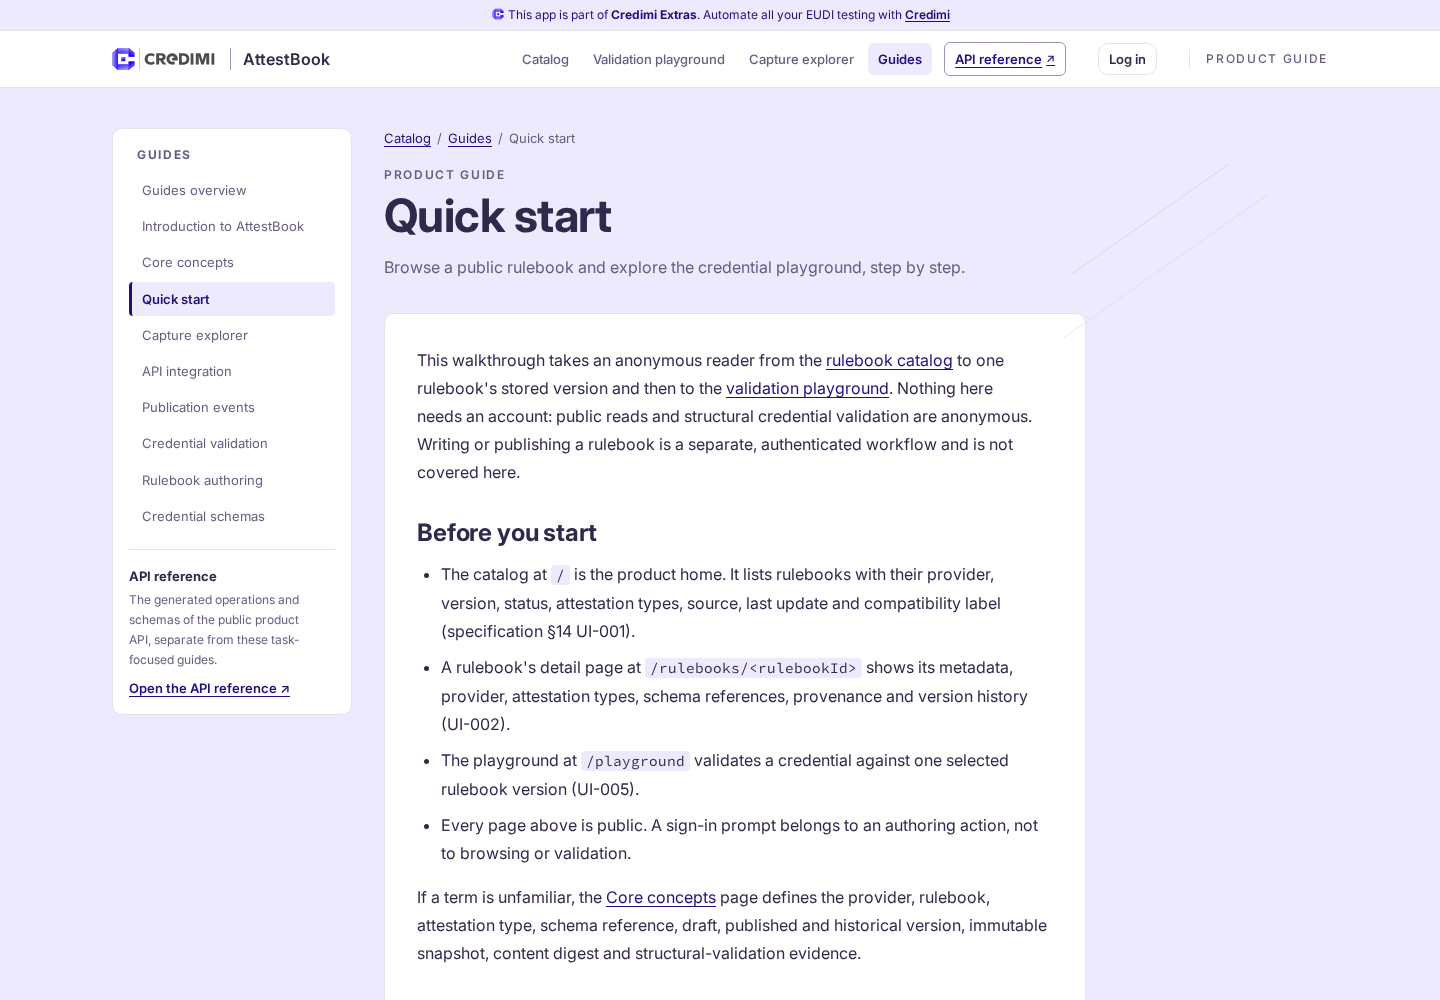 This app is part of Credimi Extras. Automate all your EUDI testing with Credimi
CREDIMI AttestBook
Catalog Validation playground Capture explorer Guides API reference ↗ Log in PRODUCT GUIDE
GUIDES
Guides overview
Introduction to AttestBook
Core concepts
Quick start
Capture explorer
API integration
Publication events
Credential validation
Rulebook authoring
Credential schemas
API reference
The generated operations and
schemas of the public product
API, separate from these task-
focused guides.
Open the API reference ↗
Catalog / Guides / Quick start
PRODUCT GUIDE
Quick start
Browse a public rulebook and explore the credential playground, step by step.
This walkthrough takes an anonymous reader from the rulebook catalog to one
rulebook's stored version and then to the validation playground. Nothing here
needs an account: public reads and structural credential validation are anonymous.
Writing or publishing a rulebook is a separate, authenticated workflow and is not
covered here.
Before you start
• The catalog at / is the product home. It lists rulebooks with their provider,
version, status, attestation types, source, last update and compatibility label
(specification §14 UI-001).
• A rulebook's detail page at /rulebooks/<rulebookId> shows its metadata,
provider, attestation types, schema references, provenance and version history
(UI-002).
• The playground at /playground validates a credential against one selected
rulebook version (UI-005).
• Every page above is public. A sign-in prompt belongs to an authoring action, not
to browsing or validation.
If a term is unfamiliar, the Core concepts page defines the provider, rulebook,
attestation type, schema reference, draft, published and historical version, immutable
snapshot, content digest and structural-validation evidence.